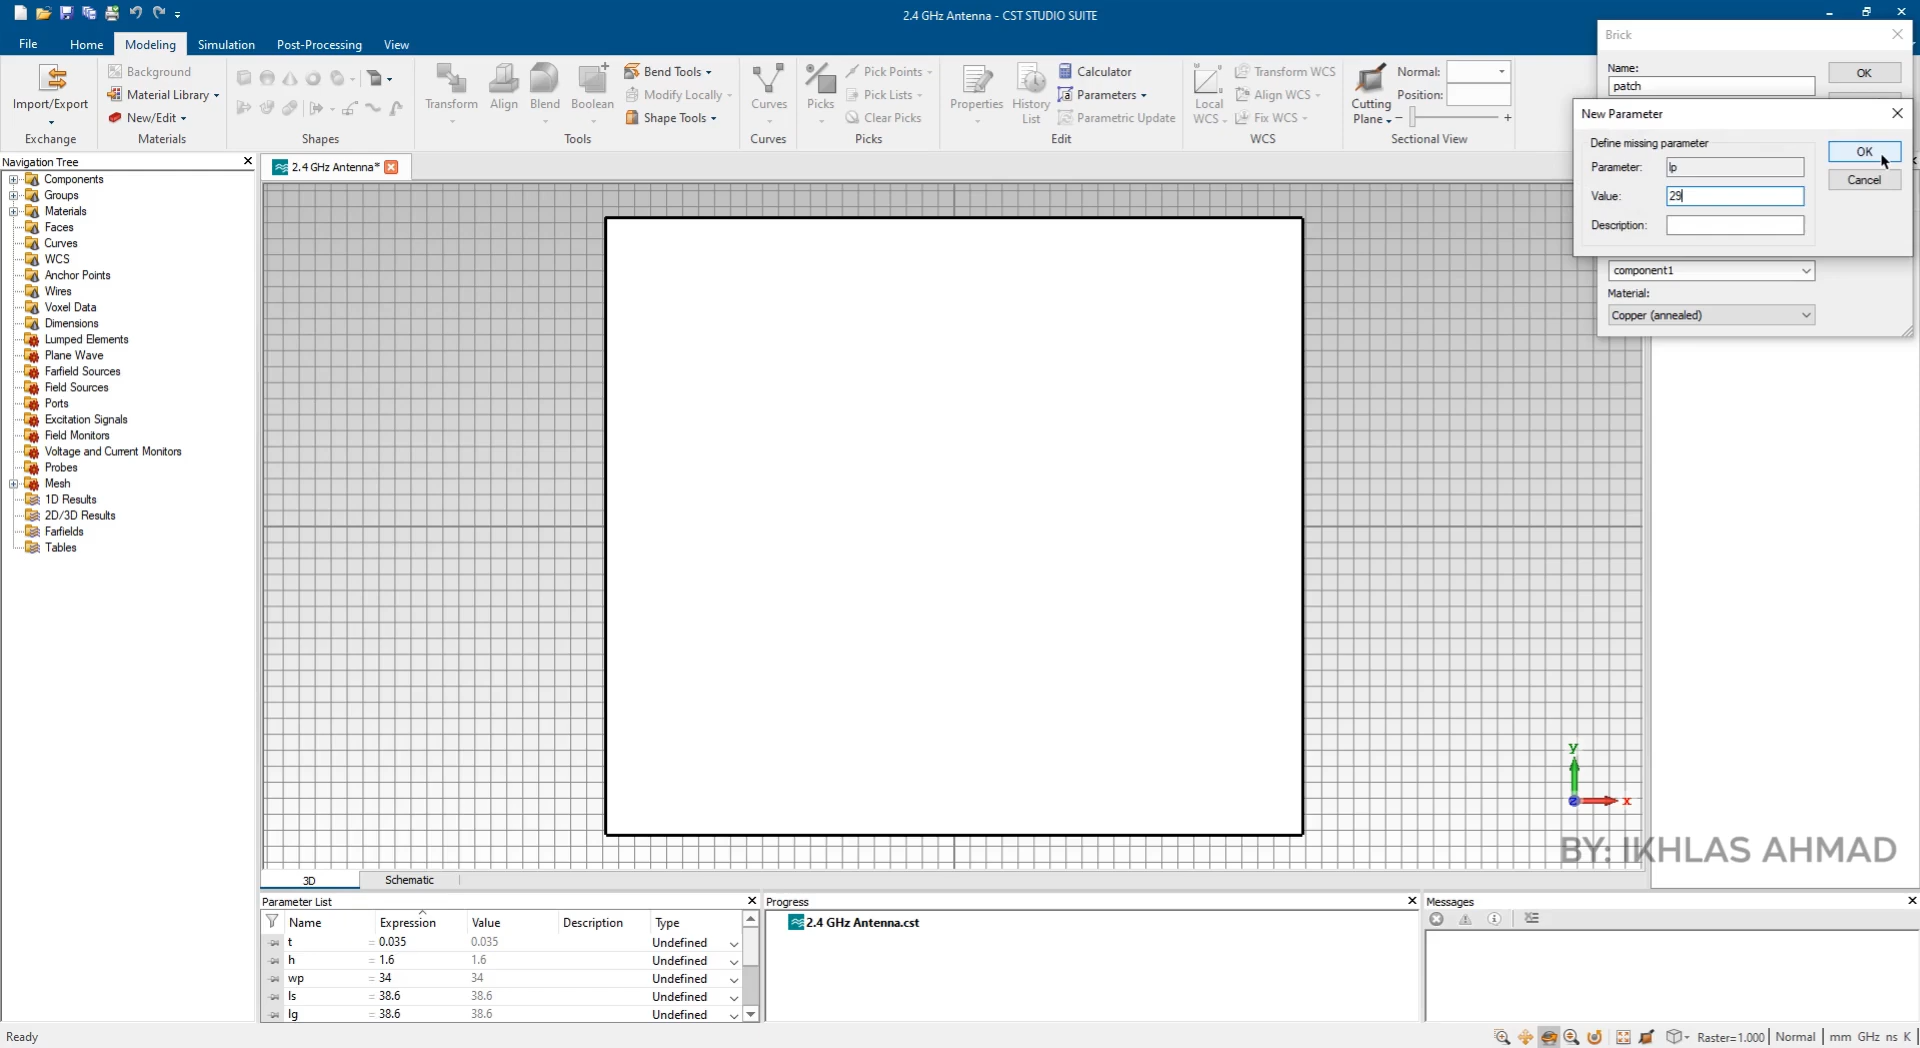 2.4 GHz Antenna - CST STUDIO SUITE
File Home Modeling Simulation Post-Processing View
Import/Export
Exchange
Background
Material Library
New/Edit
Materials
Shapes
Transform
Align
Blend
Boolean
Bend Tools
Modify Locally
Shape Tools
Tools
Curves
Curves
Picks
Pick Points
Pick Lists
Clear Picks
Picks
Properties
History
List
Calculator
Parameters
Parametric Update
Edit
Local
WCS
Transform WCS
Align WCS
Fix WCS
WCS
Cutting
Plane
Normal:
Position:
Sectional View
Brick
Name:
patch
OK
New Parameter
Define missing parameter
Parameter: lp
Value: 29
Description:
OK
Cancel
component1
Material:
Copper (annealed)
Navigation Tree
Components
Groups
Materials
Faces
Curves
WCS
Anchor Points
Wires
Voxel Data
Dimensions
Lumped Elements
Plane Wave
Farfield Sources
Field Sources
Ports
Excitation Signals
Field Monitors
Voltage and Current Monitors
Probes
Mesh
1D Results
2D/3D Results
Farfields
Tables
2.4 GHz Antenna*
y
z x
BY: IKHLAS AHMAD
3D Schematic
Parameter List
Name Expression Value Description Type
t = 0.035 0.035 Undefined
h = 1.6 1.6 Undefined
wp = 34 34 Undefined
ls = 38.6 38.6 Undefined
lg = 38.6 38.6 Undefined
Progress
2.4 GHz Antenna.cst
Messages
Ready
Raster=1.000 Normal mm GHz ns K